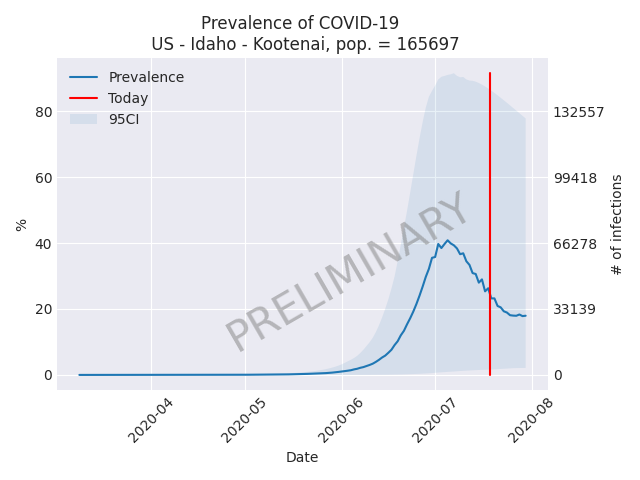 Prevalence of COVID-19
US - Idaho - Kootenai, pop. = 165697
Prevalence
Today
95CI
PRELIMINARY
%
80
60
40
20
0
132557
99418
66278
33139
0
# of infections
2020-04
2020-05
2020-06
2020-07
2020-08
Date